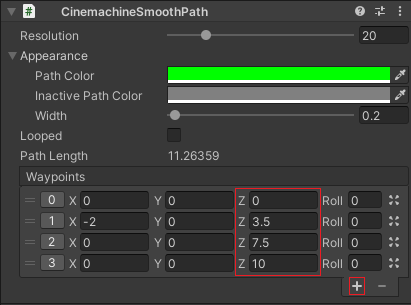 CinemachineSmoothPath
Resolution 20
Appearance
Path Color
Inactive Path Color
Width 0.2
Looped
Path Length 11.26359
Waypoints
0 X 0 Y 0 Z 0 Roll 0
1 X -2 Y 0 Z 3.5 Roll 0
2 X 0 Y 0 Z 7.5 Roll 0
3 X 0 Y 0 Z 10 Roll 0